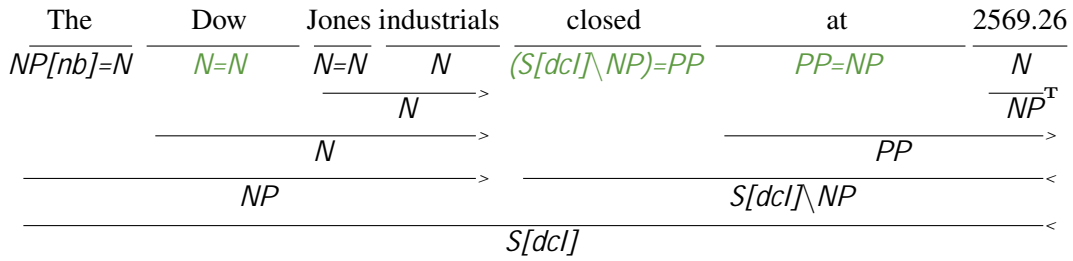 The Dow Jones industrials closed at 2569.26
NP[nb]=N N=N N=N N (S[dcl]\NP)=PP PP=NP N
> T
N NP
> >
N PP
> <
NP S[dcl]\NP
<
S[dcl]